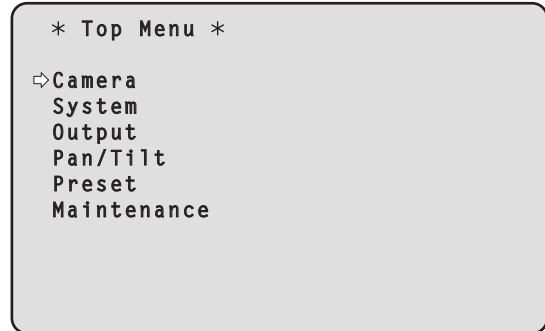 * Top Menu *
⇨Camera
System
Output
Pan/Tilt
Preset
Maintenance